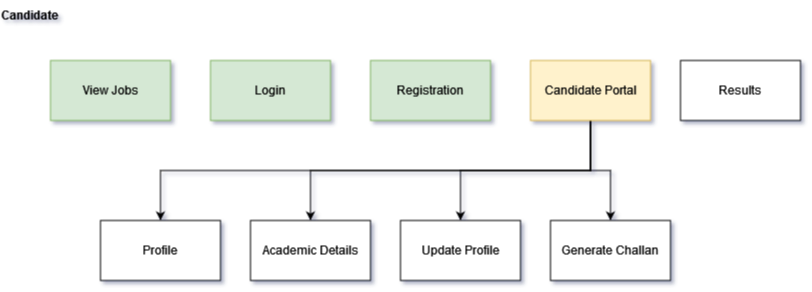 Candidate
View Jobs
Login
Registration
Candidate Portal
Results
Profile
Academic Details
Update Profile
Generate Challan